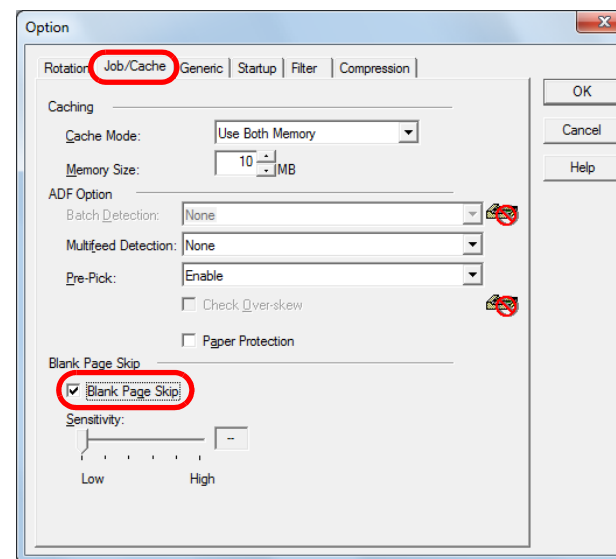 Option
Rotation Job/Cache Generic Startup Filter Compression
OK
Caching
Cache Mode: Use Both Memory
Cancel
Memory Size: 10 MB
Help
ADF Option
Batch Detection: None
Multifeed Detection: None
Pre-Pick: Enable
Check Over-skew
Paper Protection
Blank Page Skip
Blank Page Skip
Sensitivity:
--
Low High